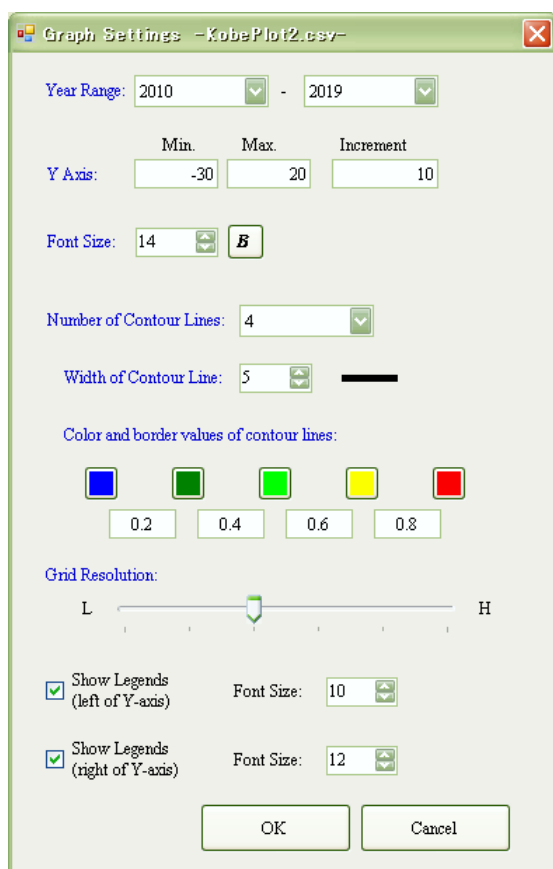 Graph Settings -KobePlot2.csv-
Year Range: 2010 - 2019
Min. Max. Increment
Y Axis: -30 20 10
Font Size: 14 B
Number of Contour Lines: 4
Width of Contour Line: 5
Color and border values of contour lines:
0.2 0.4 0.6 0.8
Grid Resolution:
L H
Show Legends
(left of Y-axis) Font Size: 10
Show Legends
(right of Y-axis) Font Size: 12
OK Cancel